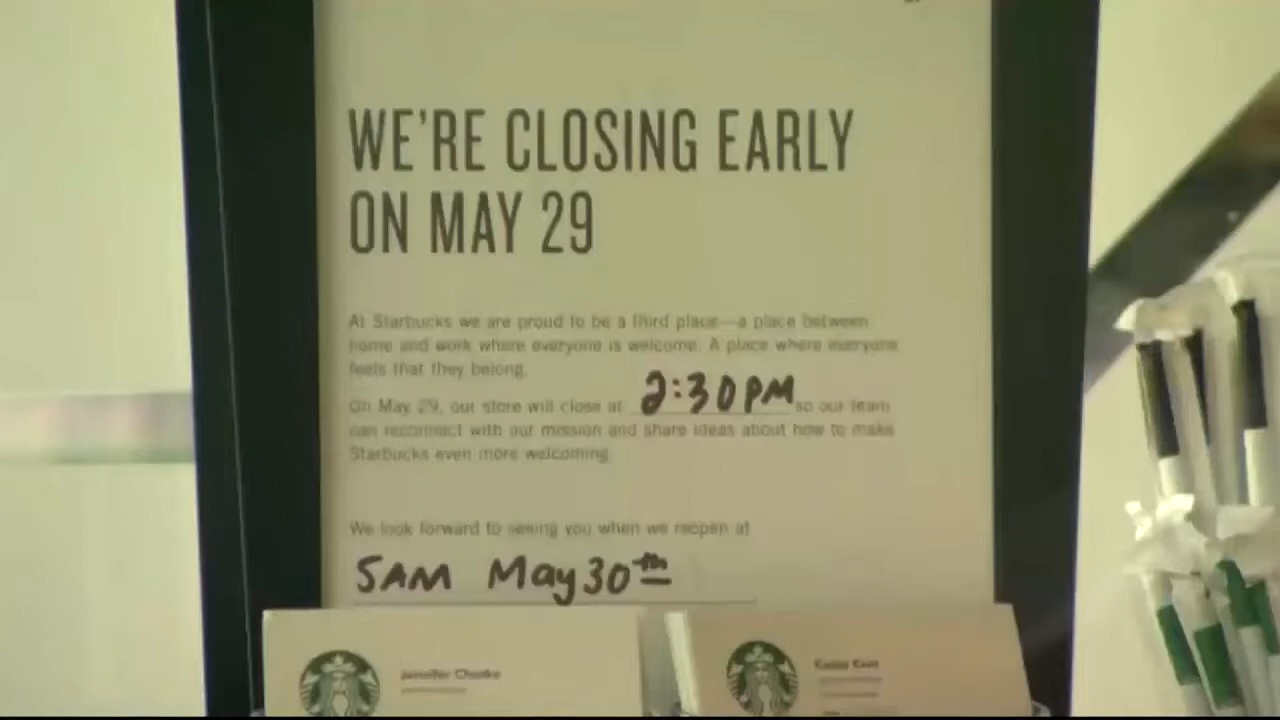 WE'RE CLOSING EARLY
ON MAY 29
At Starbucks we are proud to be a third place—a place between
home and work where everyone is welcome. A place where everyone
feels that they belong.
On May 29, our store will close at 2:30PM so our team
can reconnect with our mission and share ideas about how to make
Starbucks even more welcoming.
We look forward to seeing you when we reopen at
5AM May 30th
Jennifer